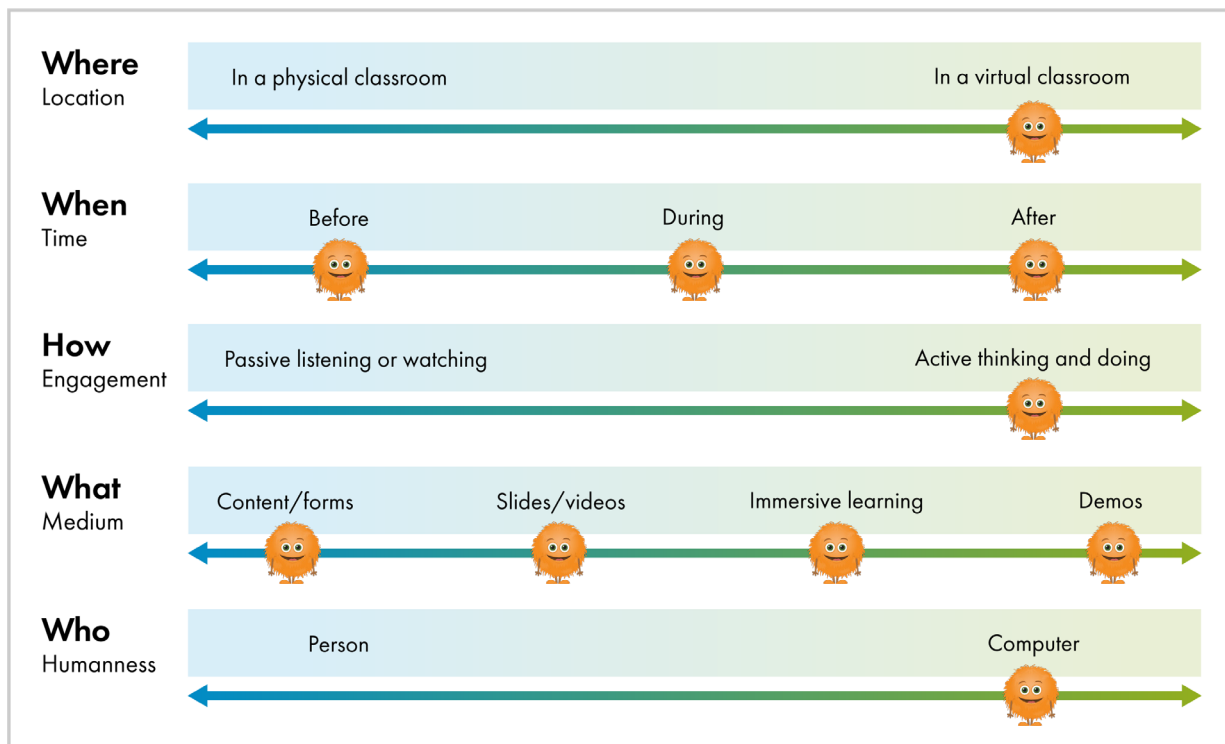 Where
Location
In a physical classroom
In a virtual classroom
When
Time
Before
During
After
How
Engagement
Passive listening or watching
Active thinking and doing
What
Medium
Content/forms
Slides/videos
Immersive learning
Demos
Who
Humanness
Person
Computer